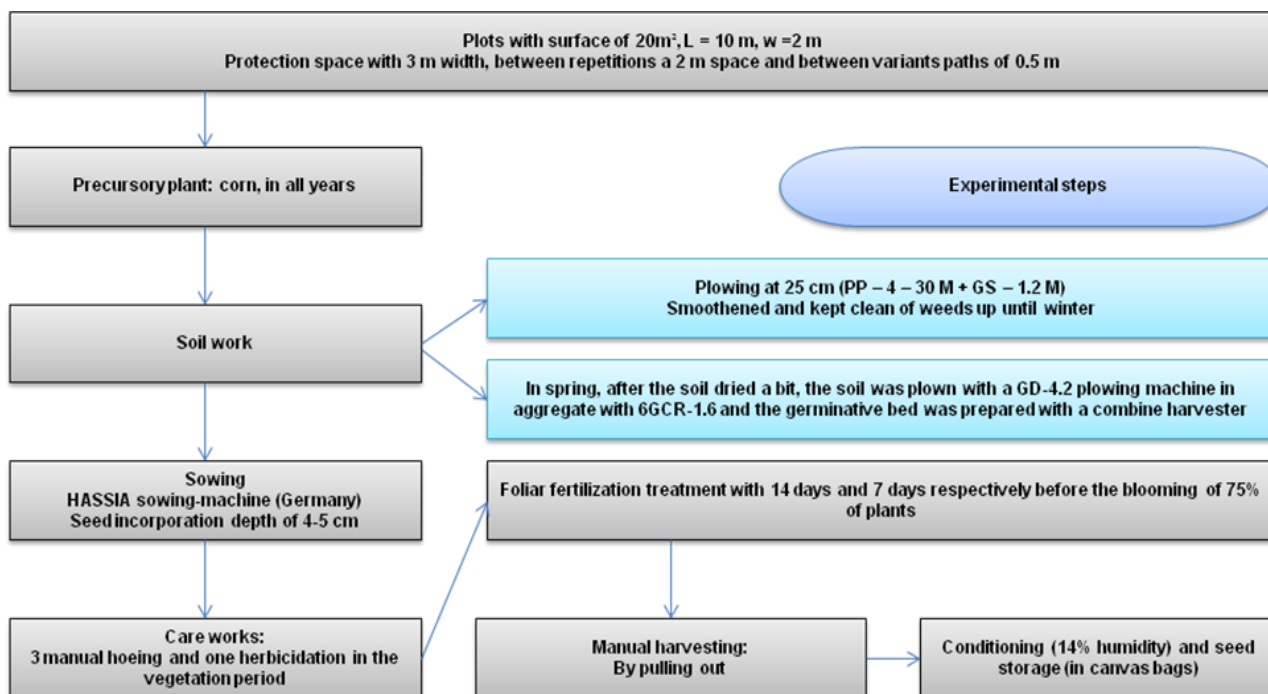 Plots with surface of 20m², L = 10 m, w =2 m
Protection space with 3 m width, between repetitions a 2 m space and between variants paths of 0.5 m
Precursory plant: corn, in all years
Experimental steps
Soil work
Plowing at 25 cm (PP – 4 – 30 M + GS – 1.2 M)
Smoothened and kept clean of weeds up until winter
In spring, after the soil dried a bit, the soil was plown with a GD-4.2 plowing machine in
aggregate with 6GCR-1.6 and the germinative bed was prepared with a combine harvester
Sowing
HASSIA sowing-machine (Germany)
Seed incorporation depth of 4-5 cm
Foliar fertilization treatment with 14 days and 7 days respectively before the blooming of 75%
of plants
Care works:
3 manual hoeing and one herbicidation in the
vegetation period
Manual harvesting:
By pulling out
Conditioning (14% humidity) and seed
storage (in canvas bags)